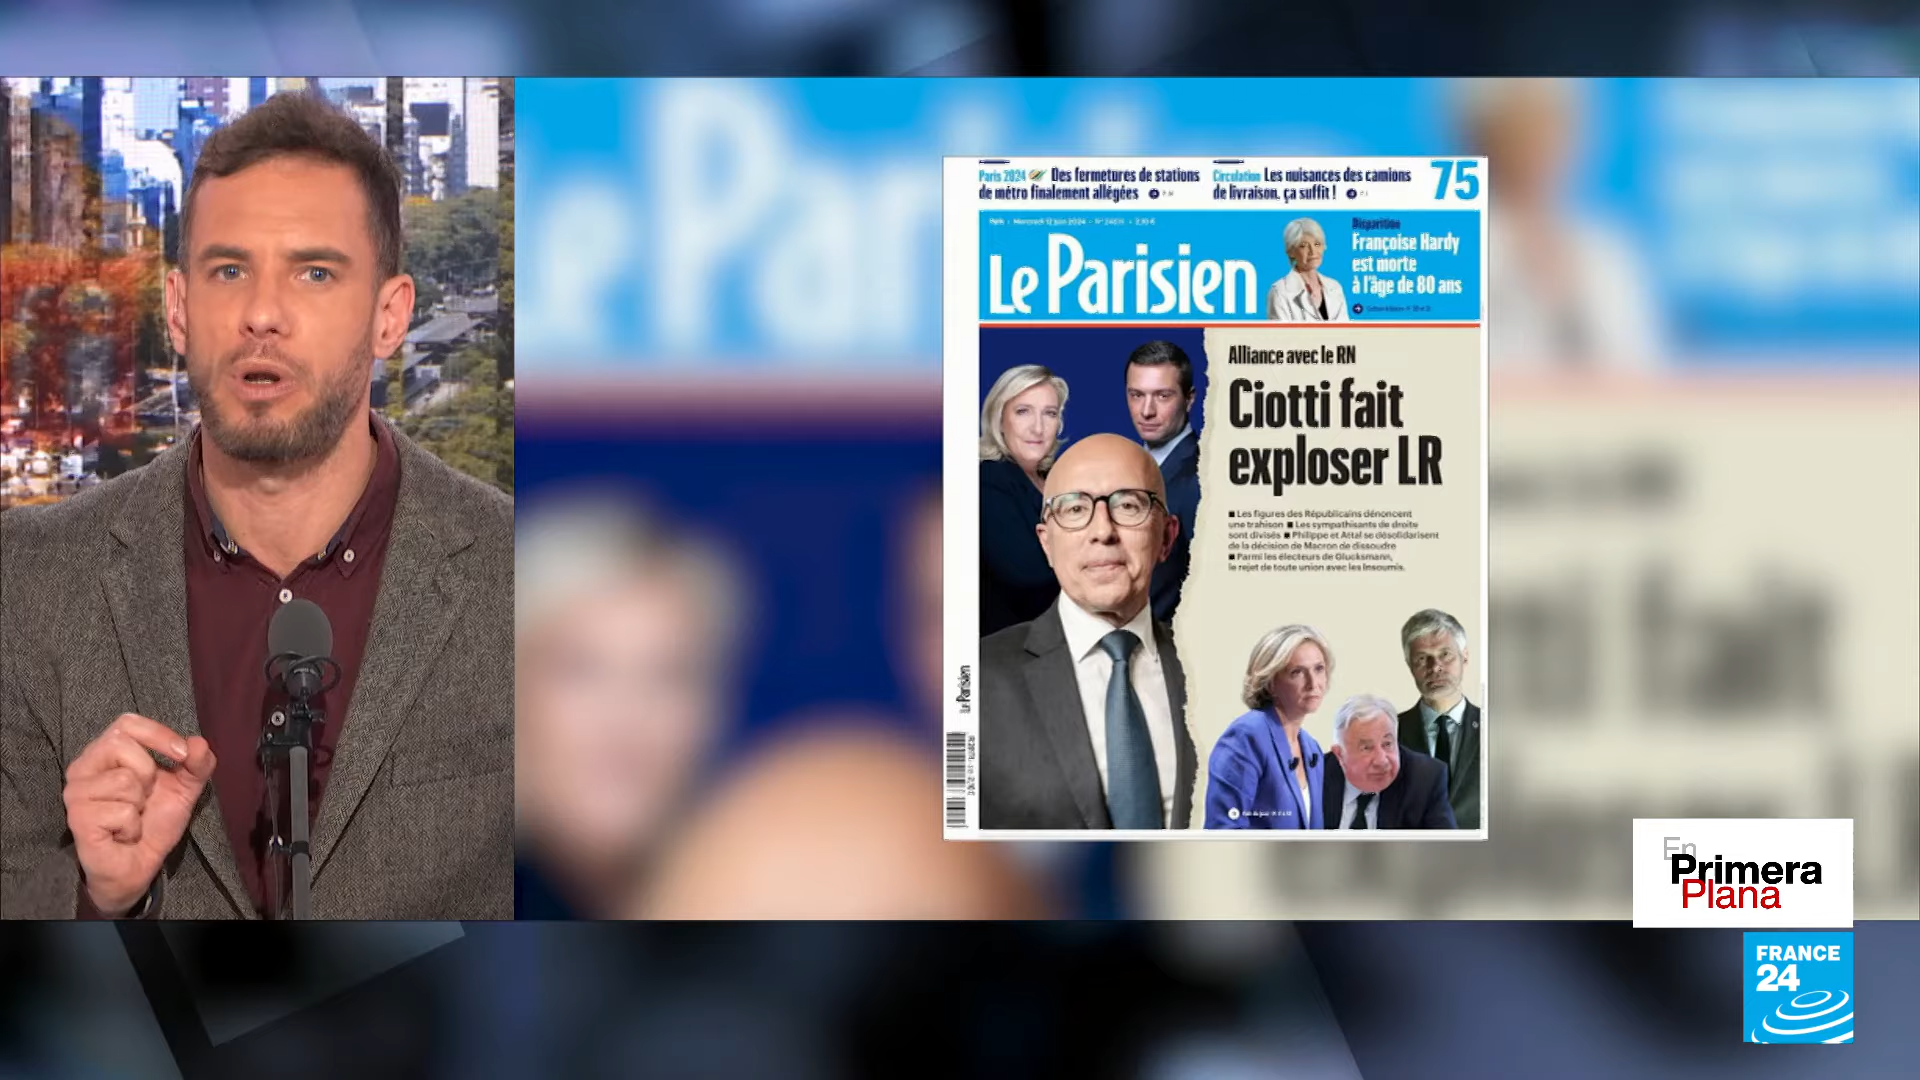 Paris 2024 Des fermetures de stations
de métro finalement allégées
Circulation Les nuisances des camions
de livraison, ça suffit !
75
Mercredi 12 juin 2024
Le Parisien
Disparition
Françoise Hardy
est morte
à l'âge de 80 ans
Alliance avec le RN
Ciotti fait
exploser LR
■ Les figures des Républicains dénoncent
une trahison ■ Les sympathisants de droite
sont divisés ■ Philippe et Attal se désolidarisent
de la décision de Macron de dissoudre
■ Parmi les électeurs de Glucksmann,
le rejet de toute union avec les Insoumis.
Le Parisien
En
Primera
Plana
FRANCE
24